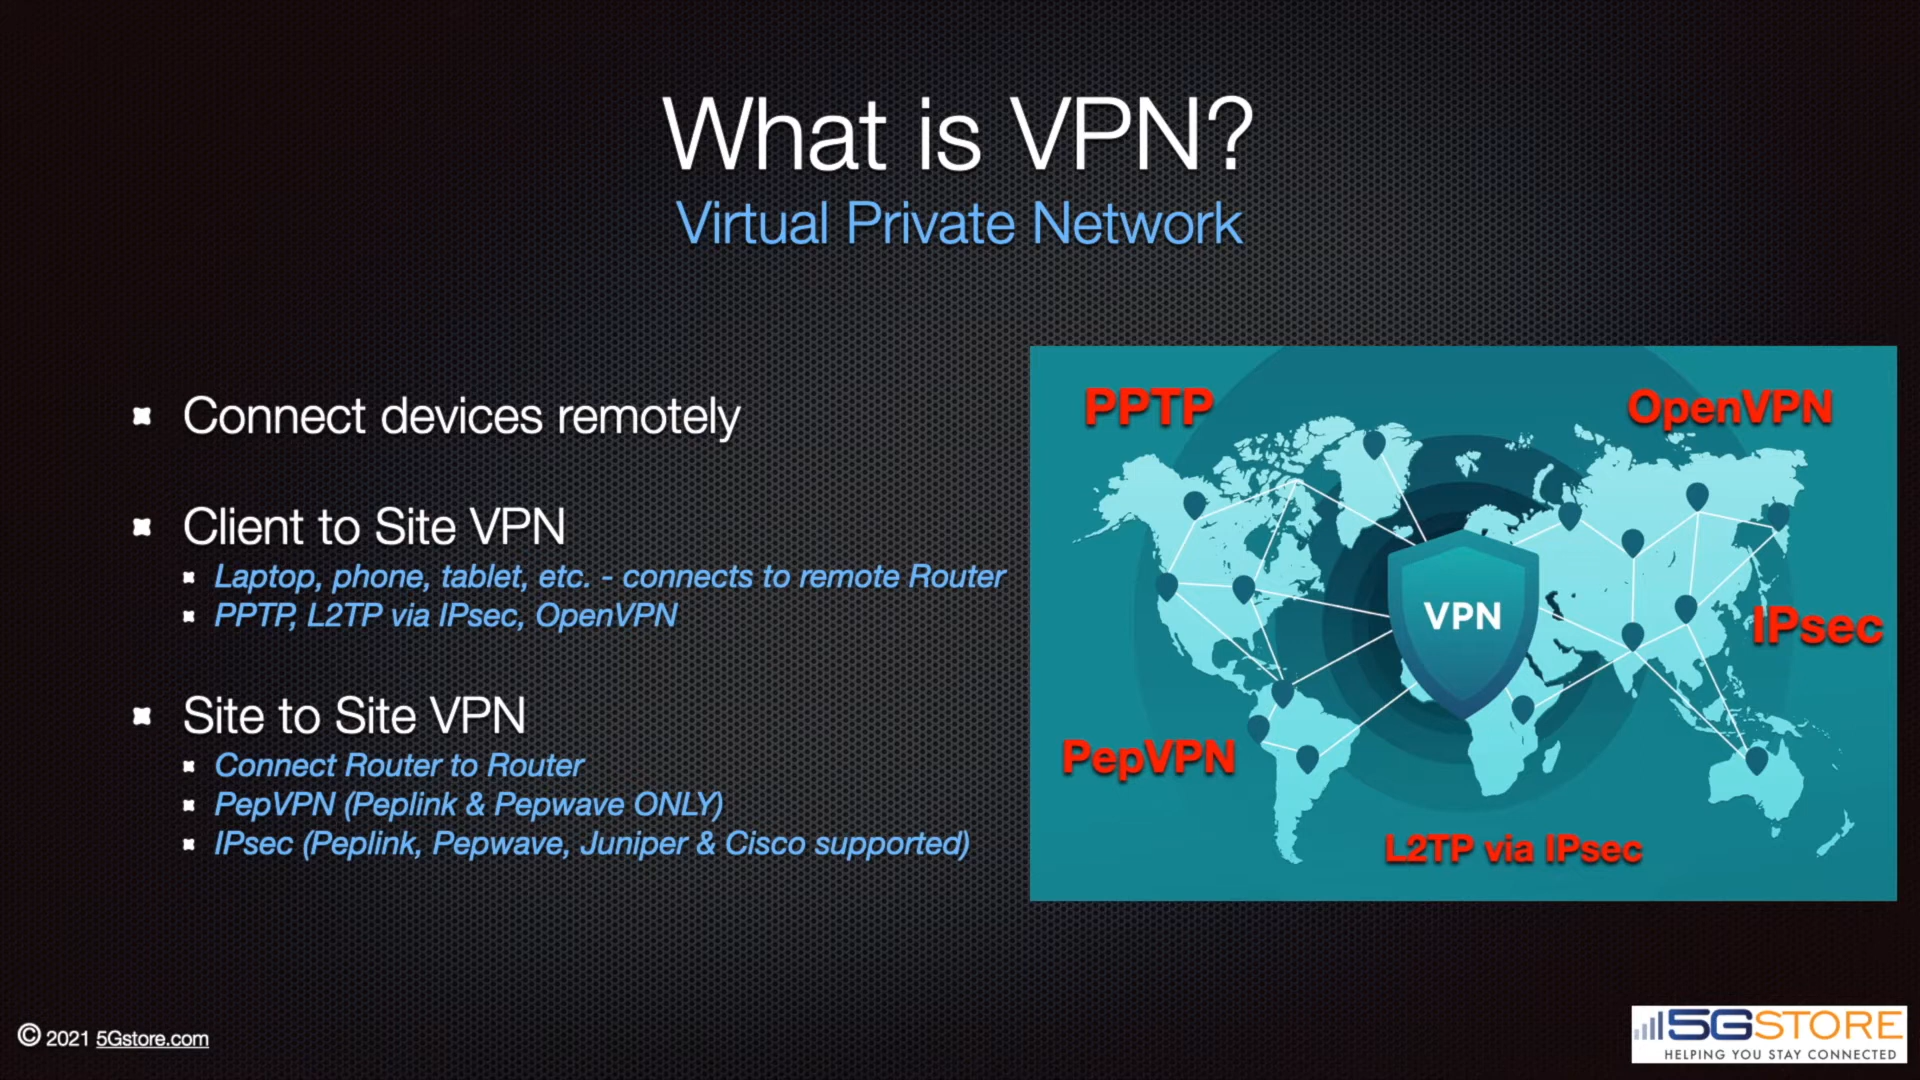 What is VPN?
Virtual Private Network
Connect devices remotely
Client to Site VPN
Laptop, phone, tablet, etc. - connects to remote Router
PPTP, L2TP via IPsec, OpenVPN
Site to Site VPN
Connect Router to Router
PepVPN (Peplink & Pepwave ONLY)
IPsec (Peplink, Pepwave, Juniper & Cisco supported)
PPTP
OpenVPN
VPN
IPsec
PepVPN
L2TP via IPsec
© 2021 5Gstore.com
5GSTORE
HELPING YOU STAY CONNECTED